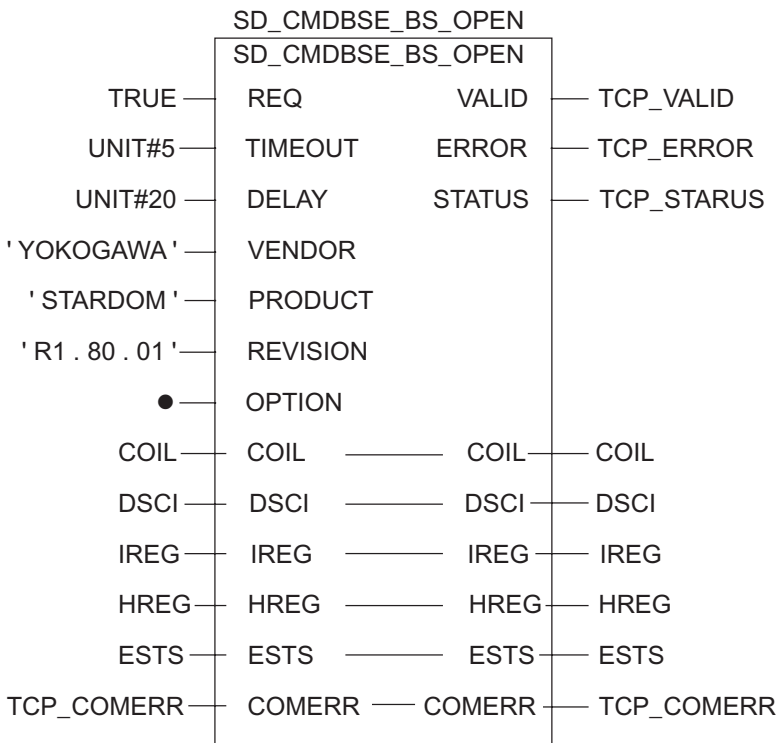 SD_CMDBSE_BS_OPEN
SD_CMDBSE_BS_OPEN
TRUE REQ VALID TCP_VALID
UNIT#5 TIMEOUT ERROR TCP_ERROR
UNIT#20 DELAY STATUS TCP_STARUS
' YOKOGAWA ' VENDOR
' STARDOM ' PRODUCT
' R1 . 80 . 01 ' REVISION
OPTION
COIL COIL COIL COIL
DSCI DSCI DSCI DSCI
IREG IREG IREG IREG
HREG HREG HREG HREG
ESTS ESTS ESTS ESTS
TCP_COMERR COMERR COMERR TCP_COMERR